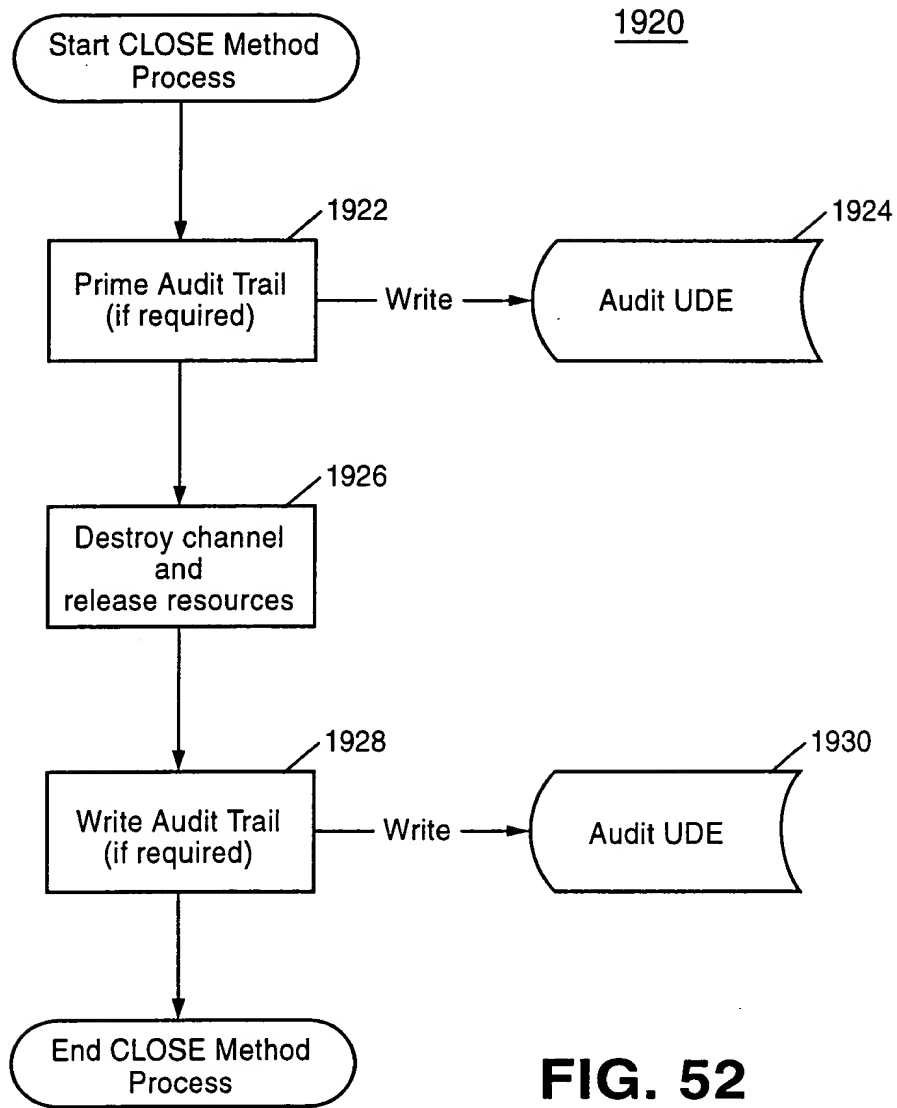 1920
Start CLOSE Method
Process
1922
1924
Prime Audit Trail
(if required)
Write
Audit UDE
1926
Destroy channel
and
release resources
1928
1930
Write Audit Trail
(if required)
Write
Audit UDE
End CLOSE Method
Process
FIG. 52